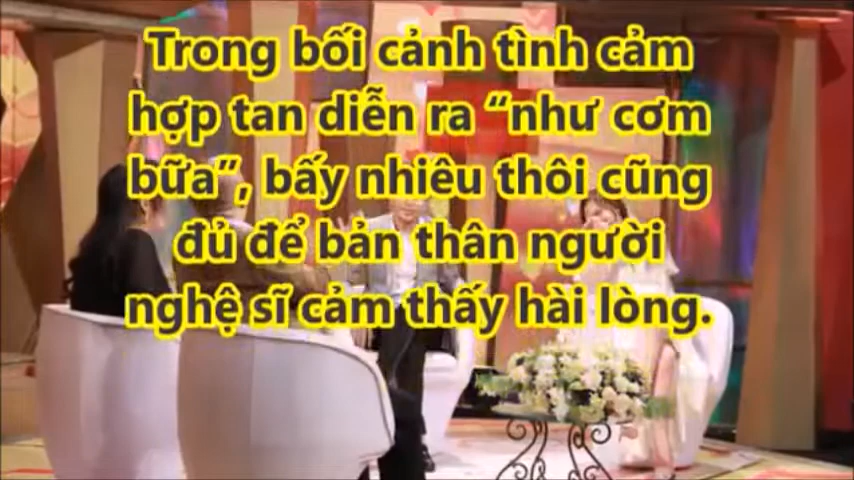 Trong bối cảnh tình cảm
hợp tan diễn ra “như cơm
bữa”, bấy nhiêu thôi cũng
đủ để bản thân người
nghệ sĩ cảm thấy hài lòng.